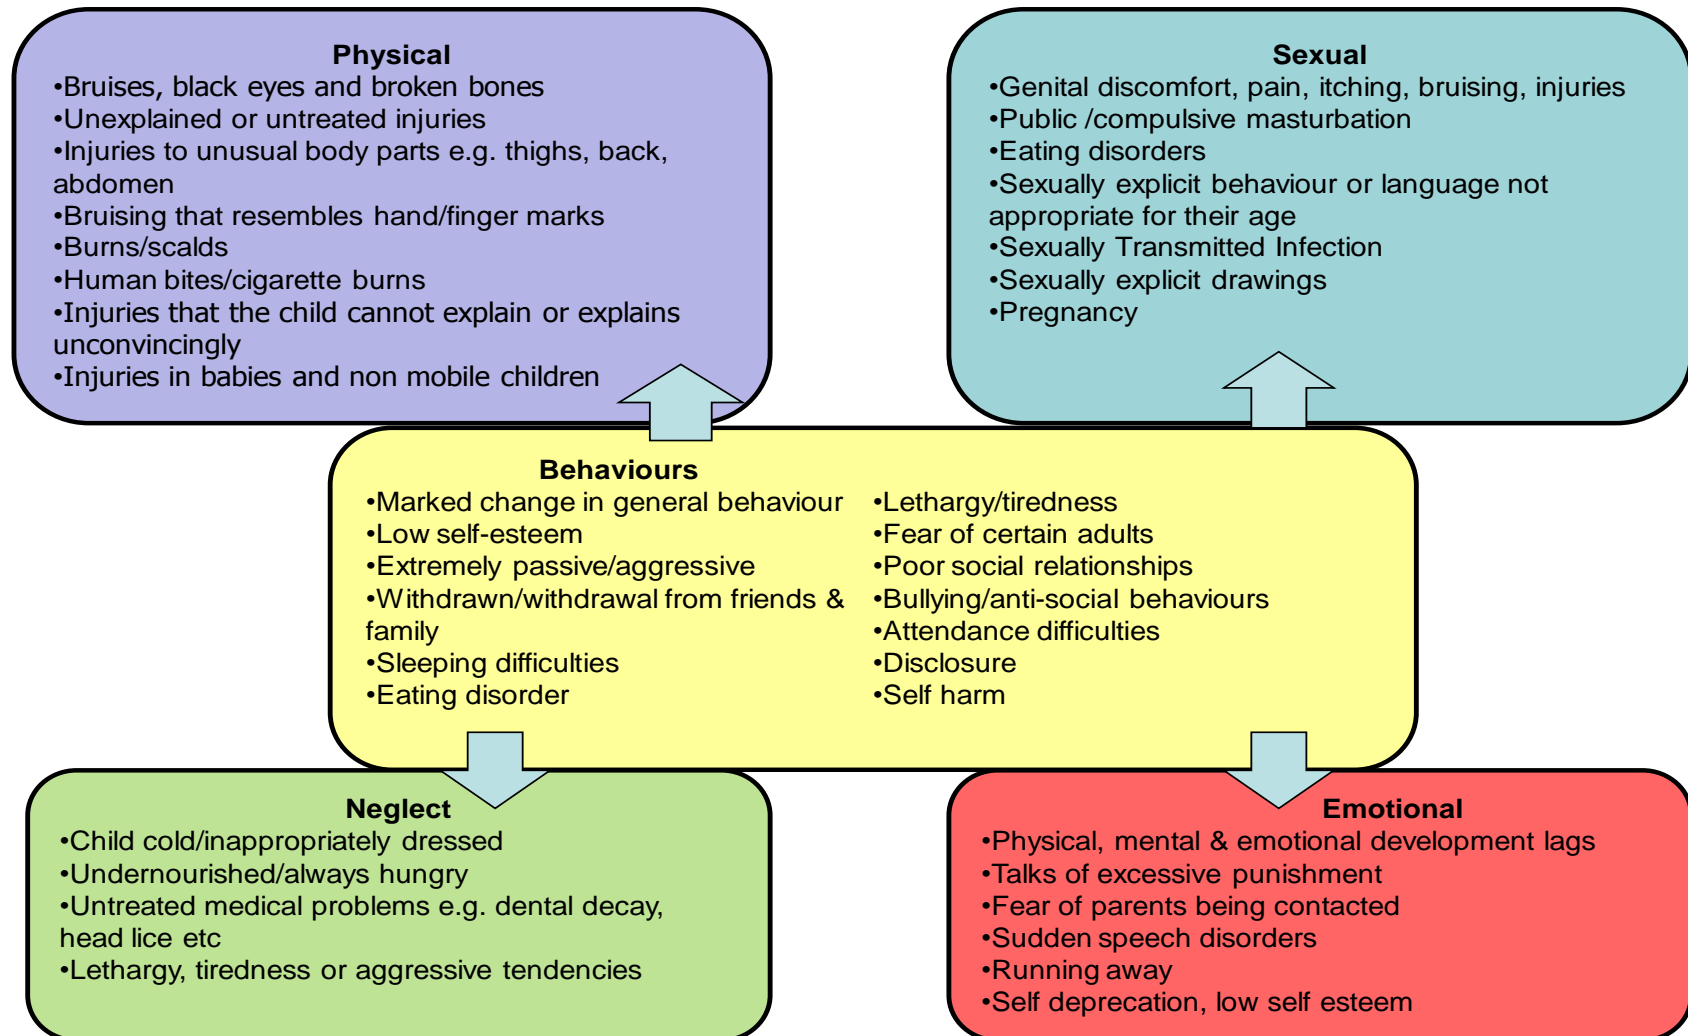 Physical
•Bruises, black eyes and broken bones
•Unexplained or untreated injuries
•Injuries to unusual body parts e.g. thighs, back,
abdomen
•Bruising that resembles hand/finger marks
•Burns/scalds
•Human bites/cigarette burns
•Injuries that the child cannot explain or explains
unconvincingly
•Injuries in babies and non mobile children
Sexual
•Genital discomfort, pain, itching, bruising, injuries
•Public /compulsive masturbation
•Eating disorders
•Sexually explicit behaviour or language not
appropriate for their age
•Sexually Transmitted Infection
•Sexually explicit drawings
•Pregnancy
Behaviours
•Marked change in general behaviour
•Low self-esteem
•Extremely passive/aggressive
•Withdrawn/withdrawal from friends &
family
•Sleeping difficulties
•Eating disorder
•Lethargy/tiredness
•Fear of certain adults
•Poor social relationships
•Bullying/anti-social behaviours
•Attendance difficulties
•Disclosure
•Self harm
Neglect
•Child cold/inappropriately dressed
•Undernourished/always hungry
•Untreated medical problems e.g. dental decay,
head lice etc
•Lethargy, tiredness or aggressive tendencies
Emotional
•Physical, mental & emotional development lags
•Talks of excessive punishment
•Fear of parents being contacted
•Sudden speech disorders
•Running away
•Self deprecation, low self esteem